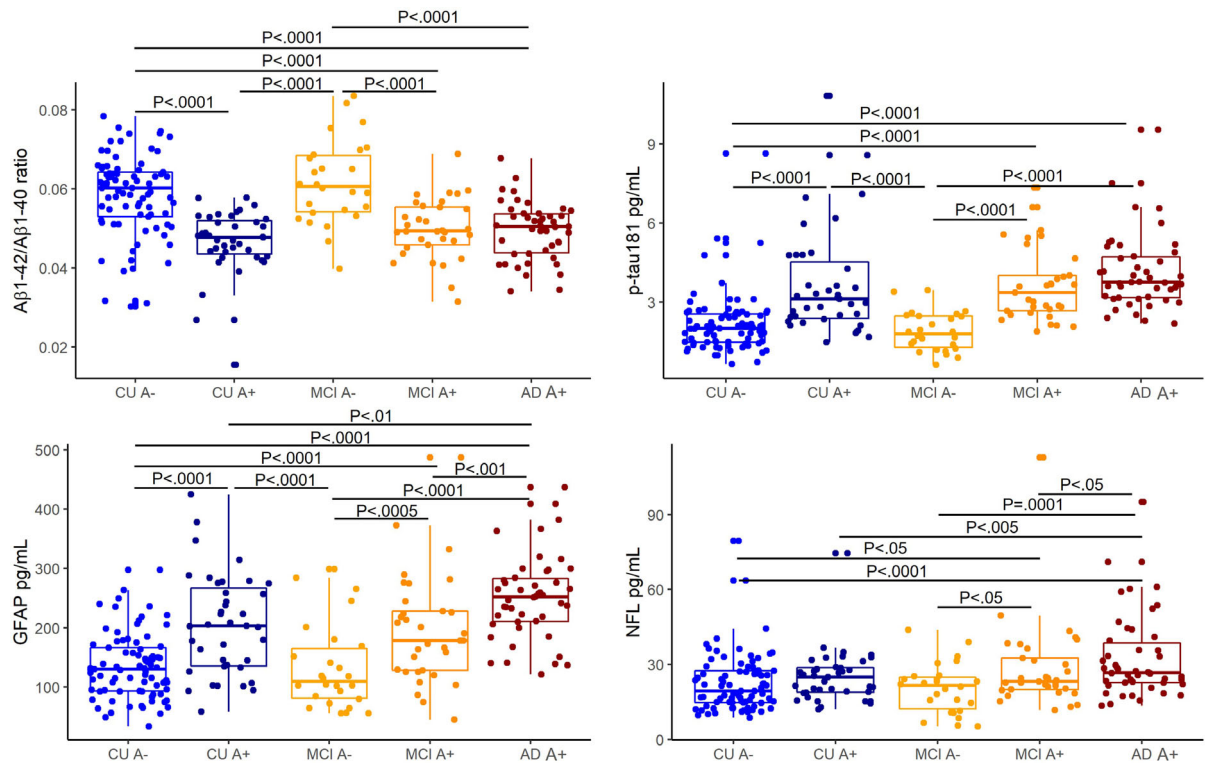 P<.0001
P<.0001
P<.0001
P<.0001
P<.0001
P<.0001
Aβ1-42/Aβ1-40 ratio
0.08
0.06
0.04
0.02
CU A-
CU A+
MCI A-
MCI A+
AD A+
P<.0001
P<.0001
P<.0001
P<.0001
P<.0001
P<.0001
p-tau181 pg/mL
9
6
3
CU A-
CU A+
MCI A-
MCI A+
AD A+
P<.01
P<.0001
P<.0001
P<.0001
P<.0001
P<.001
P<.0001
P<.0005
GFAP pg/mL
500
400
300
200
100
CU A-
CU A+
MCI A-
MCI A+
AD A+
P<.05
P=.0001
P<.005
P<.05
P<.0001
P<.05
NFL pg/mL
90
60
30
0
CU A-
CU A+
MCI A-
MCI A+
AD A+